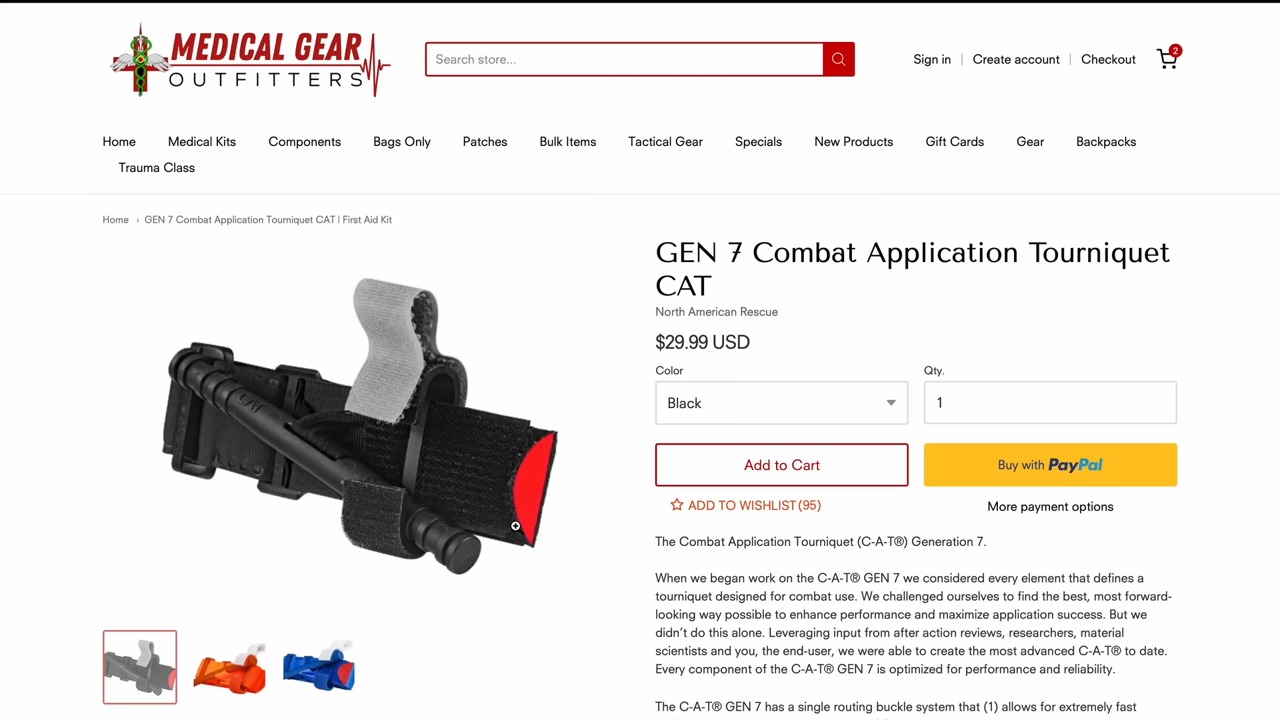 MEDICAL GEAR
OUTFITTERS
Search store...
Sign in
Create account
Checkout
2
Home
Medical Kits
Components
Bags Only
Patches
Bulk Items
Tactical Gear
Specials
New Products
Gift Cards
Gear
Backpacks
Trauma Class
Home › GEN 7 Combat Application Tourniquet CAT | First Aid Kit
GEN 7 Combat Application Tourniquet
CAT
North American Rescue
$29.99 USD
Color
Qty.
Black
1
Add to Cart
Buy with PayPal
ADD TO WISHLIST (95)
More payment options
The Combat Application Tourniquet (C-A-T®) Generation 7.
When we began work on the C-A-T® GEN 7 we considered every element that defines a
tourniquet designed for combat use. We challenged ourselves to find the best, most forward-
looking way possible to enhance performance and maximize application success. But we
didn’t do this alone. Leveraging input from after action reviews, researchers, material
scientists and you, the end-user, we were able to create the most advanced C-A-T® to date.
Every component of the C-A-T® GEN 7 is optimized for performance and reliability.
The C-A-T® GEN 7 has a single routing buckle system that (1) allows for extremely fast